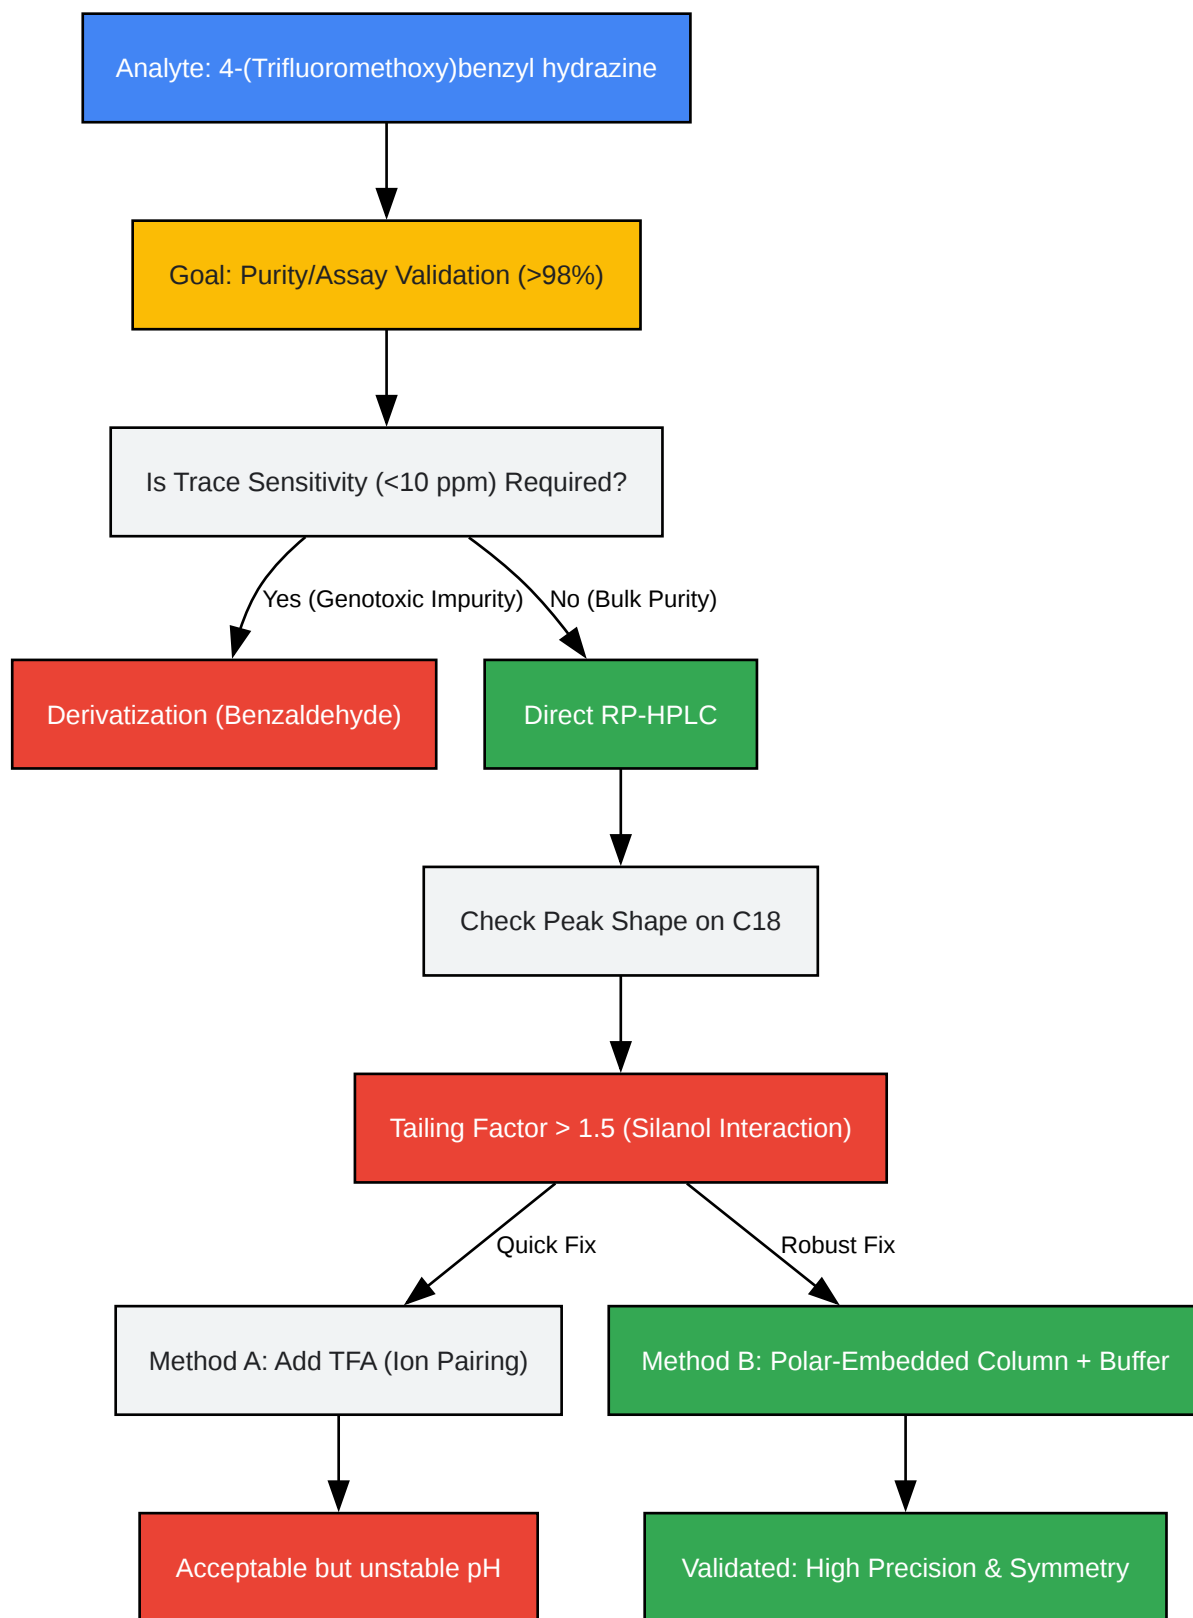 Analyte: 4-(Trifluoromethoxy)benzyl hydrazine
Goal: Purity/Assay Validation (>98%)
Is Trace Sensitivity (<10 ppm) Required?
Yes (Genotoxic Impurity)
No (Bulk Purity)
Derivatization (Benzaldehyde)
Direct RP-HPLC
Check Peak Shape on C18
Tailing Factor > 1.5 (Silanol Interaction)
Quick Fix
Robust Fix
Method A: Add TFA (Ion Pairing)
Method B: Polar-Embedded Column + Buffer
Acceptable but unstable pH
Validated: High Precision & Symmetry